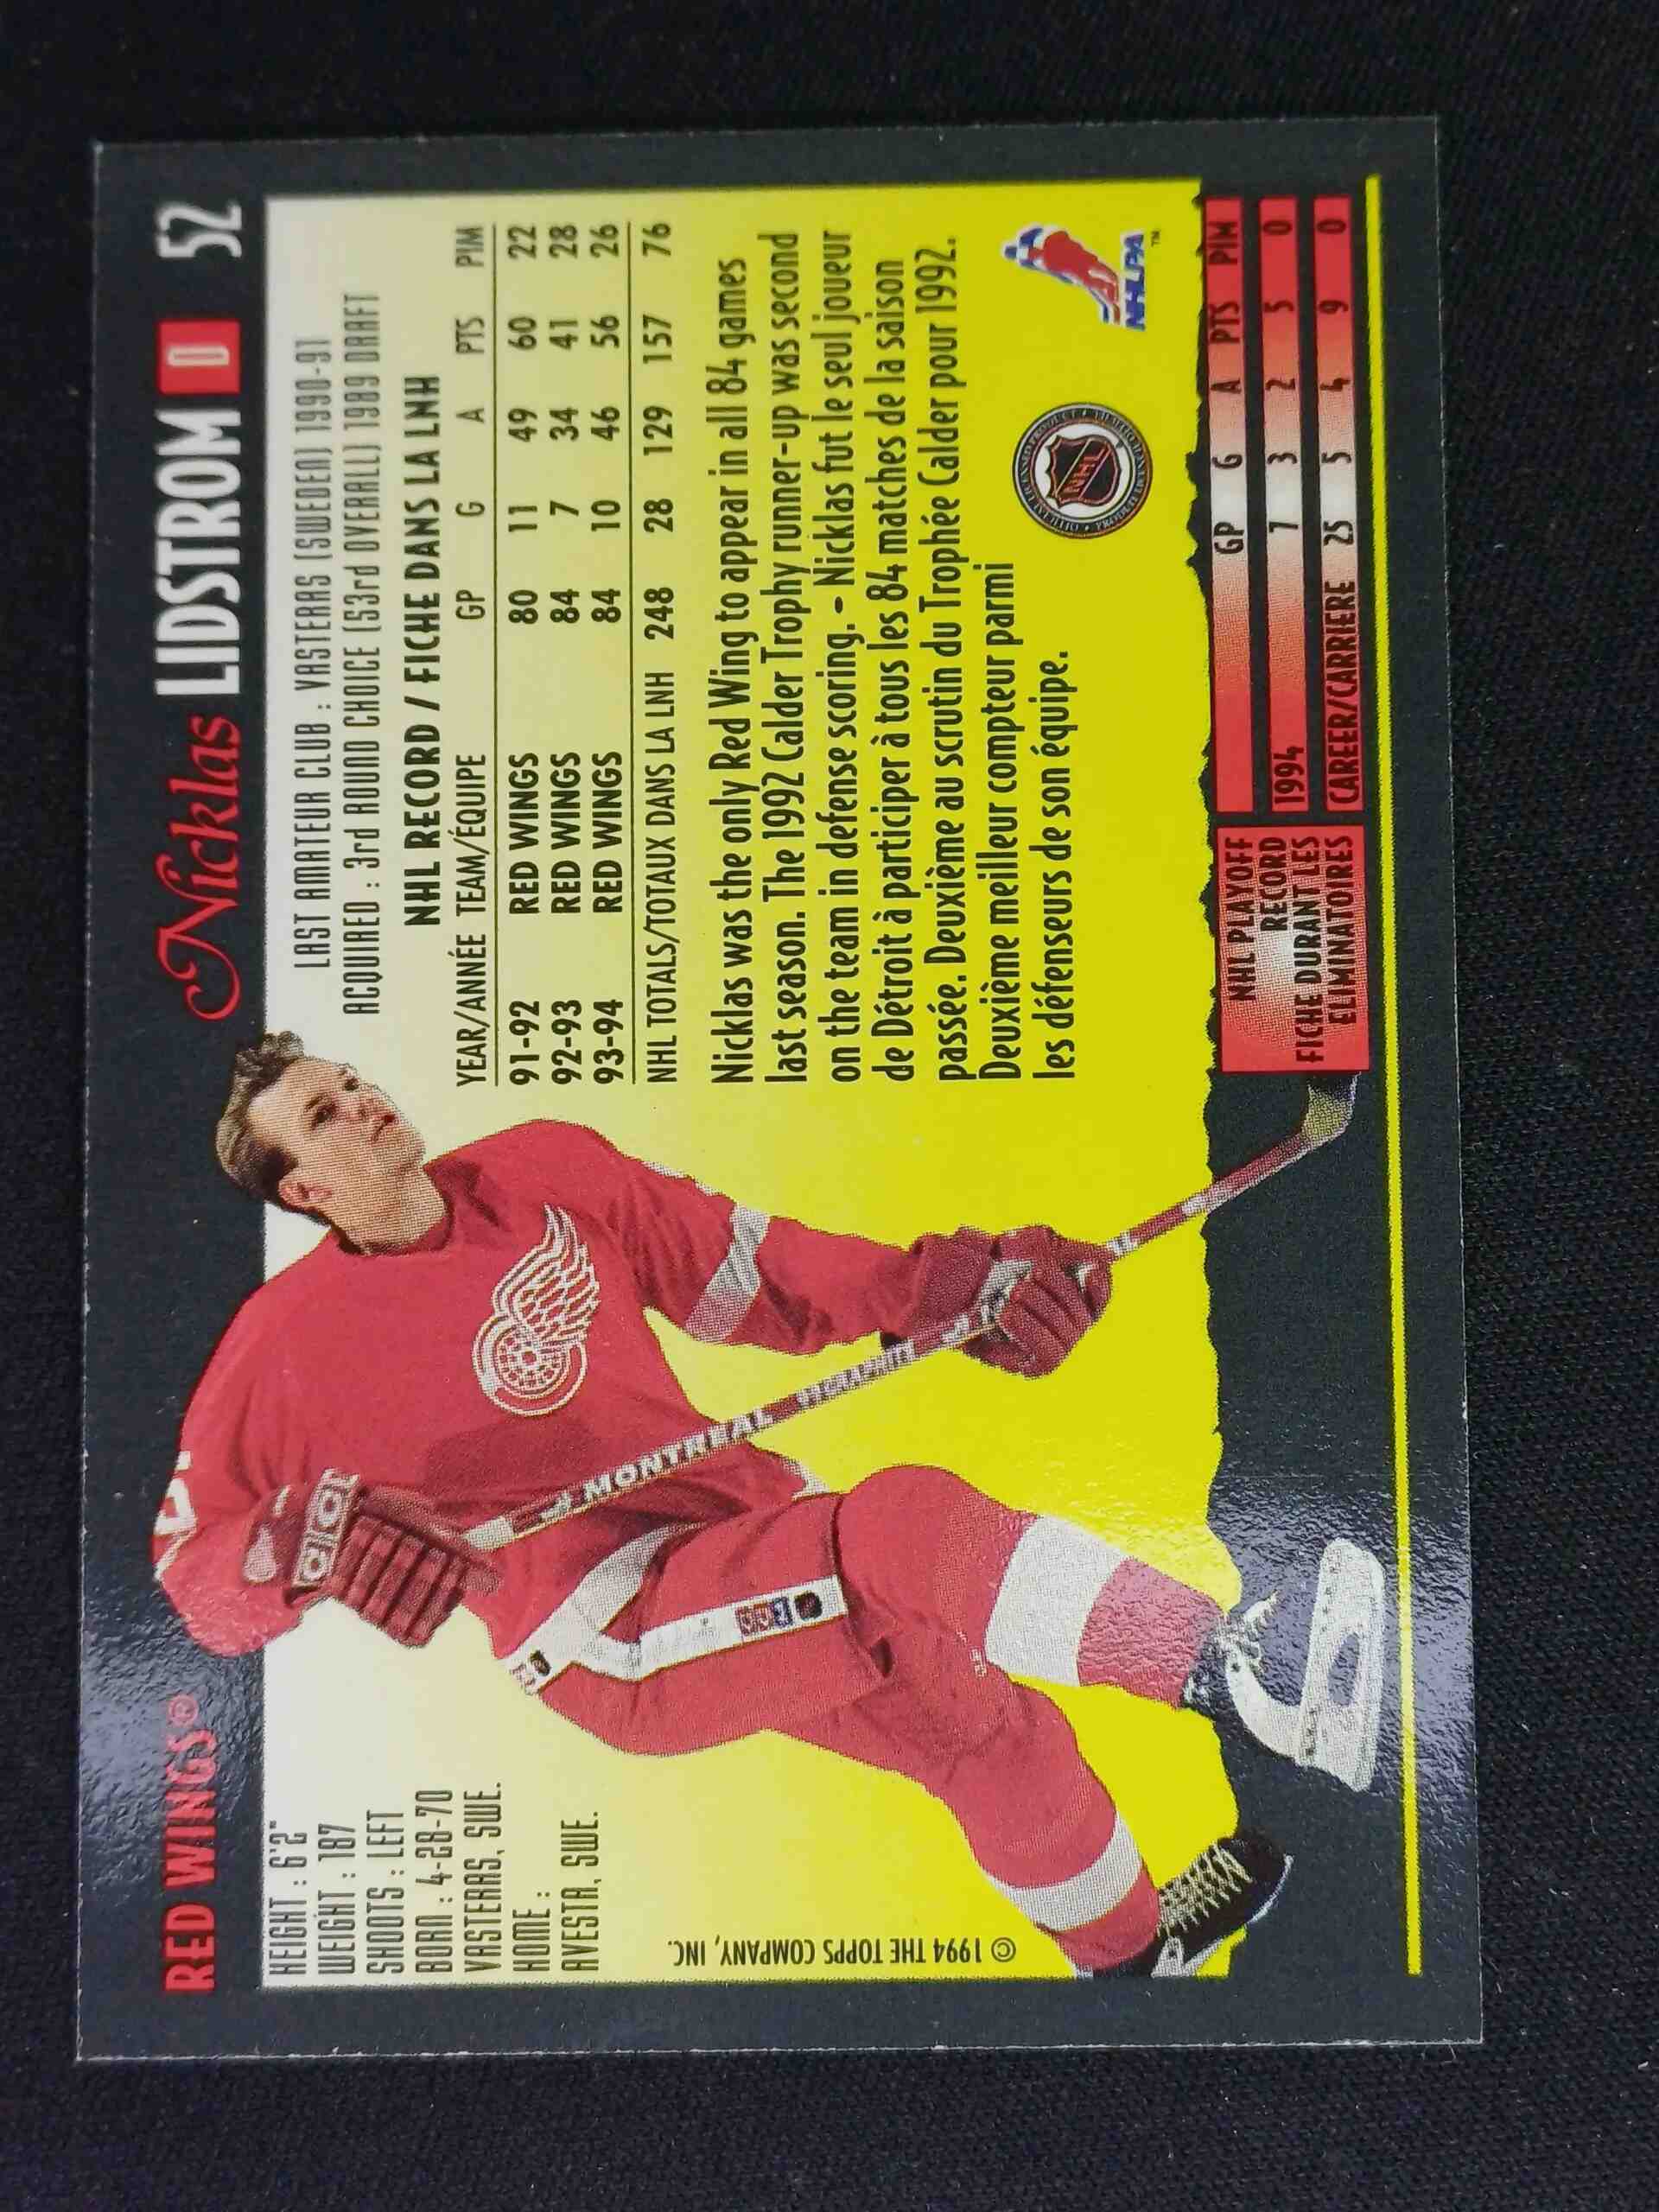 RED WINGS®
Nicklas LIDSTROM D 52
HEIGHT : 6'2"
WEIGHT : 187
SHOOTS : LEFT
BORN : 4-28-70
VASTERAS, SWE.
HOME :
AVESTA, SWE.
© 1994 THE TOPPS COMPANY, INC.
MONTREAL
LAST AMATEUR CLUB : VASTERAS (SWEDEN) 1990-91
ACQUIRED : 3rd ROUND CHOICE (53rd OVERALL) 1989 DRAFT
NHL RECORD / FICHE DANS LA LNH
YEAR/ANNÉE TEAM/ÉQUIPE GP G A PTS PIM
91-92 RED WINGS 80 11 49 60 22
92-93 RED WINGS 84 7 34 41 28
93-94 RED WINGS 84 10 46 56 26
NHL TOTALS/TOTAUX DANS LA LNH 248 28 129 157 76
Nicklas was the only Red Wing to appear in all 84 games
last season. The 1992 Calder Trophy runner-up was second
on the team in defense scoring. – Nicklas fut le seul joueur
de Détroit à participer à tous les 84 matches de la saison
passée. Deuxième au scrutin du Trophée Calder pour 1992.
Deuxième meilleur compteur parmi
les défenseurs de son équipe.
NHL
NHLPA™
NHL PLAYOFF
RECORD
FICHE DURANT LES
ELIMINATOIRES
GP G A PTS PIM
1994 7 3 2 5 0
CAREER/CARRIERE 25 5 4 9 0